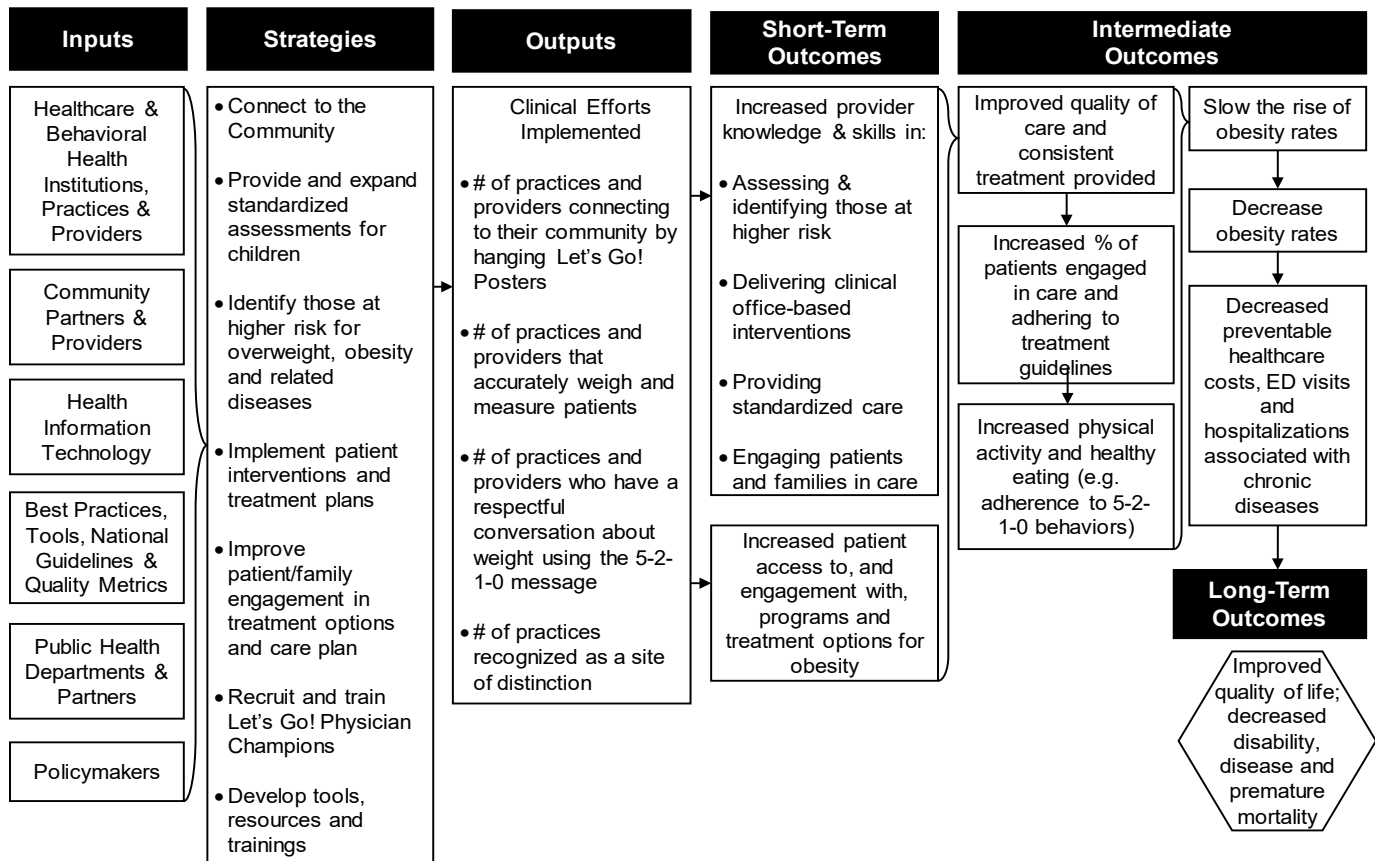 Inputs
Healthcare &
Behavioral
Health
Institutions,
Practices &
Providers
Community
Partners &
Providers
Health
Information
Technology
Best Practices,
Tools, National
Guidelines &
Quality Metrics
Public Health
Departments &
Partners
Policymakers
Strategies
• Connect to the
Community
• Provide and expand
standardized
assessments for
children
• Identify those at
higher risk for
overweight, obesity
and related
diseases
• Implement patient
interventions and
treatment plans
• Improve
patient/family
engagement in
treatment options
and care plan
• Recruit and train
Let's Go! Physician
Champions
• Develop tools,
resources and
trainings
Outputs
Clinical Efforts
Implemented
• # of practices and
providers connecting
to their community by
hanging Let's Go!
Posters
• # of practices and
providers that
accurately weigh and
measure patients
• # of practices and
providers who have a
respectful
conversation about
weight using the 5-2-
1-0 message
• # of practices
recognized as a site
of distinction
Short-Term
Outcomes
Increased provider
knowledge & skills in:
• Assessing &
identifying those at
higher risk
• Delivering clinical
office-based
interventions
• Providing
standardized care
• Engaging patients
and families in care
Increased patient
access to, and
engagement with,
programs and
treatment options for
obesity
Intermediate
Outcomes
Improved quality of
care and
consistent
treatment provided
Increased % of
patients engaged
in care and
adhering to
treatment
guidelines
Increased physical
activity and healthy
eating (e.g.
adherence to 5-2-
1-0 behaviors)
Slow the rise of
obesity rates
Decrease
obesity rates
Decreased
preventable
healthcare
costs, ED visits
and
hospitalizations
associated with
chronic
diseases
Long-Term
Outcomes
Improved
quality of life;
decreased
disability,
disease and
premature
mortality